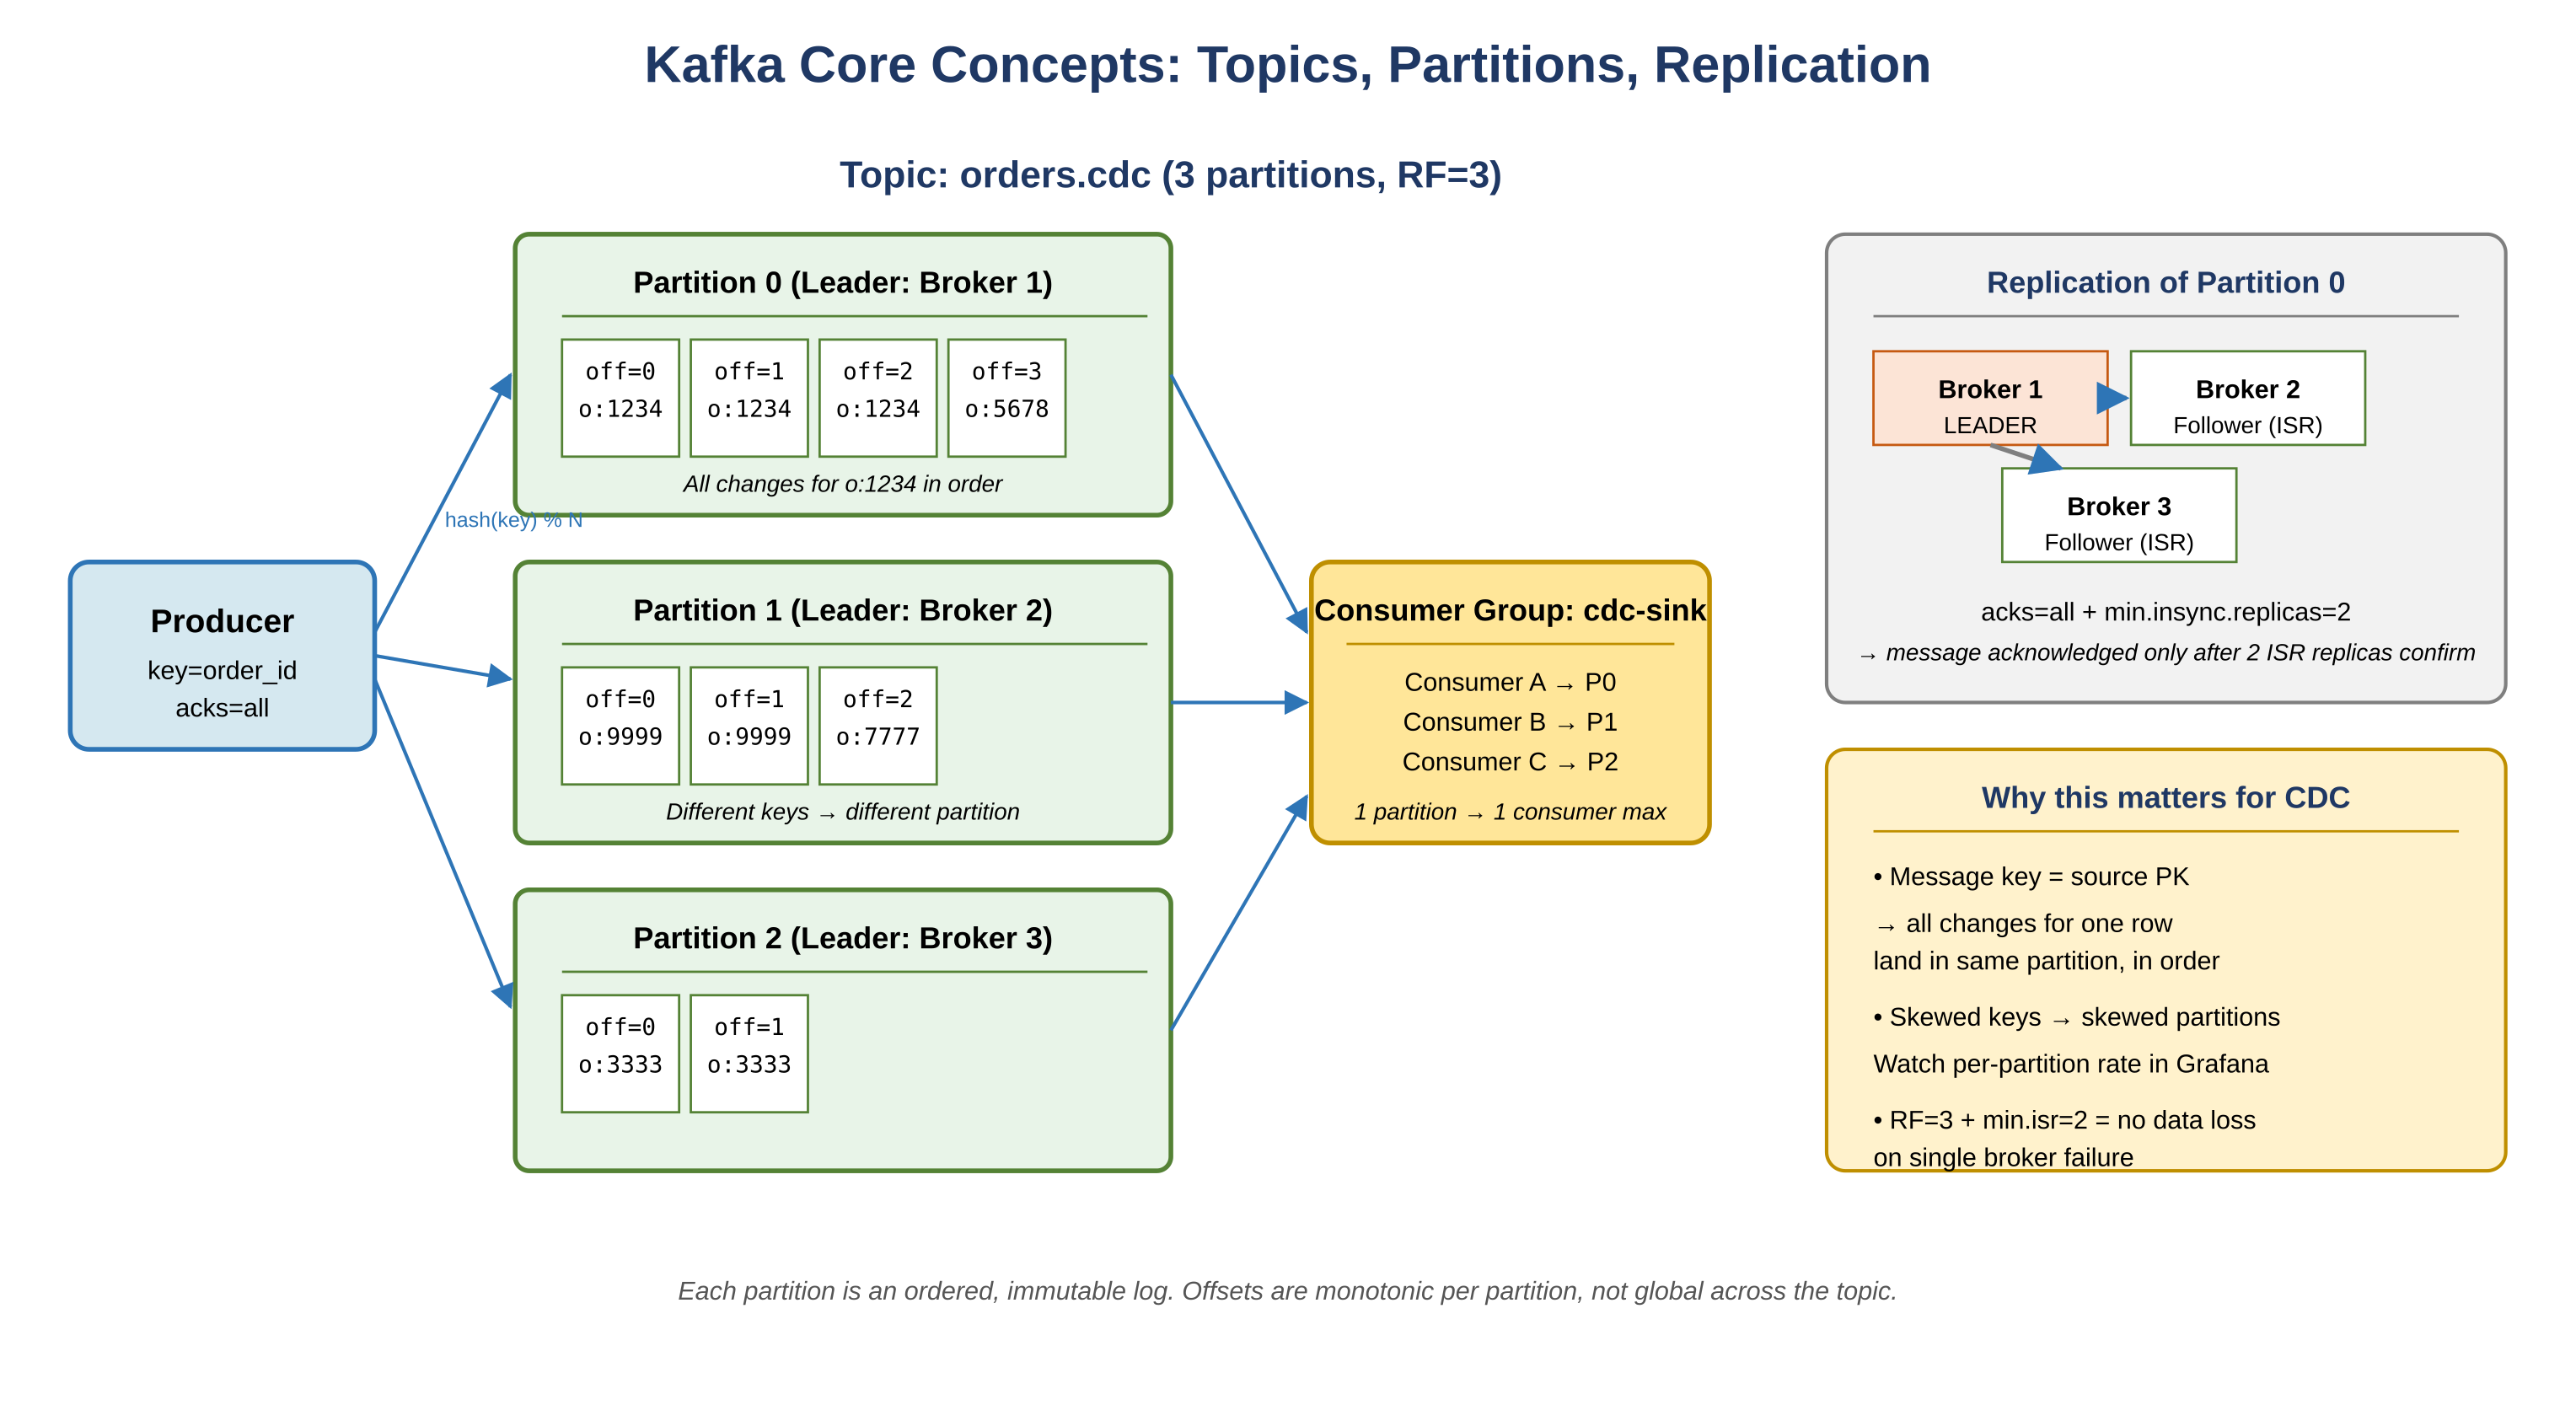 Kafka Core Concepts: Topics, Partitions, Replication
Topic: orders.cdc (3 partitions, RF=3)
Producer
key=order_id
acks=all
hash(key) % N
Partition 0 (Leader: Broker 1)
off=0 off=1 off=2 off=3
o:1234 o:1234 o:1234 o:5678
All changes for o:1234 in order
Partition 1 (Leader: Broker 2)
off=0 off=1 off=2
o:9999 o:9999 o:7777
Different keys → different partition
Partition 2 (Leader: Broker 3)
off=0 off=1
o:3333 o:3333
Consumer Group: cdc-sink
Consumer A → P0
Consumer B → P1
Consumer C → P2
1 partition → 1 consumer max
Replication of Partition 0
Broker 1
LEADER
Broker 2
Follower (ISR)
Broker 3
Follower (ISR)
acks=all + min.insync.replicas=2
→ message acknowledged only after 2 ISR replicas confirm
Why this matters for CDC
• Message key = source PK
→ all changes for one row
land in same partition, in order
• Skewed keys → skewed partitions
Watch per-partition rate in Grafana
• RF=3 + min.isr=2 = no data loss
on single broker failure
Each partition is an ordered, immutable log. Offsets are monotonic per partition, not global across the topic.